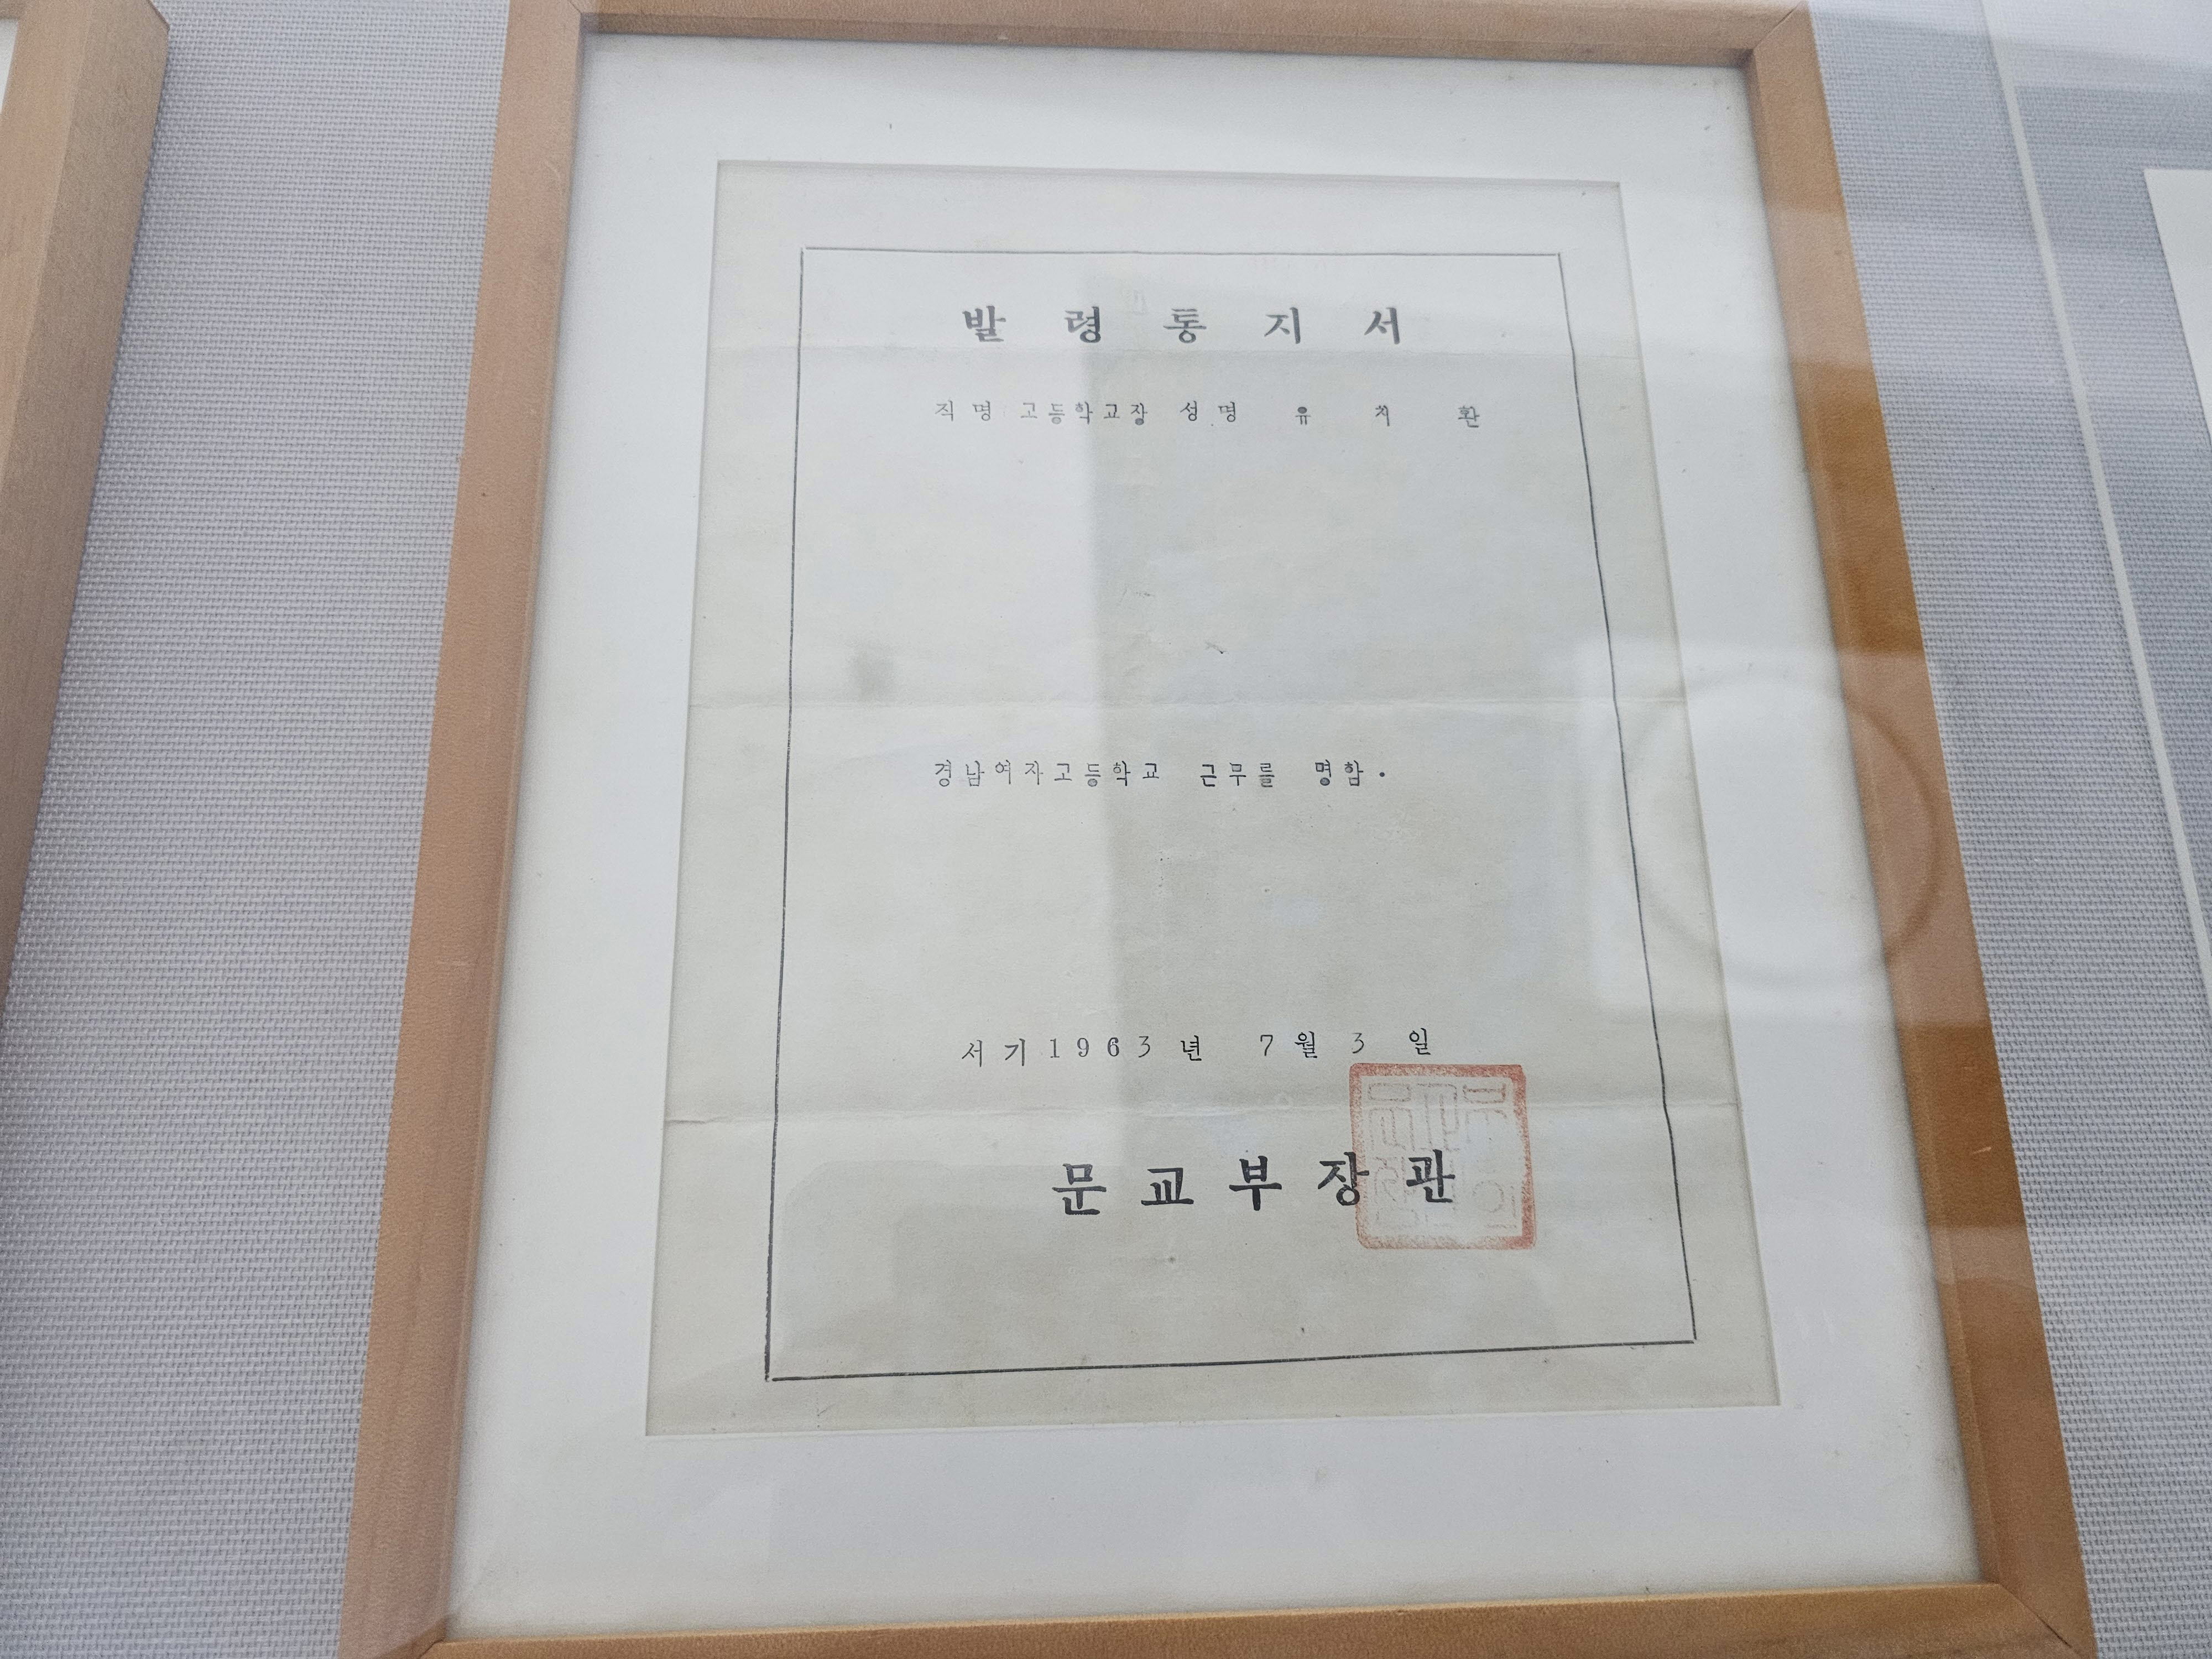 발령통지서
직명 고등학교장 성명 유치환
경남여자고등학교 근무를 명함.
서기 1963년 7월 3일
문교부장관